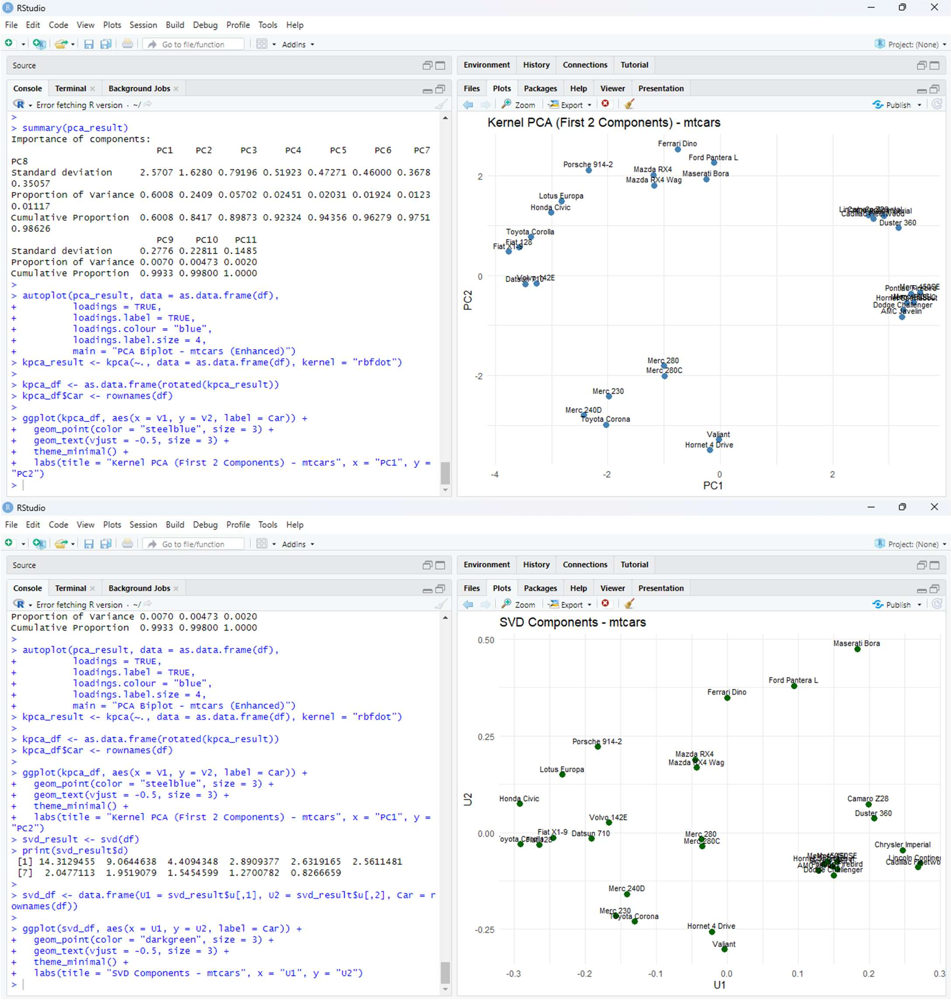 RStudio
File Edit Code View Plots Session Build Debug Profile Tools Help
Go to file/function Addins Project: (None)
Source
Console Terminal Background Jobs
R Error fetching R version · ~/
>
> summary(pca_result)
Importance of components:
PC1 PC2 PC3 PC4 PC5 PC6 PC7
PC8
Standard deviation 2.5707 1.6280 0.79196 0.51923 0.47271 0.46000 0.3678
0.35057
Proportion of Variance 0.6008 0.2409 0.05702 0.02451 0.02031 0.01924 0.0123
0.01117
Cumulative Proportion 0.6008 0.8417 0.89873 0.92324 0.94356 0.96279 0.9751
0.98626
PC9 PC10 PC11
Standard deviation 0.2776 0.22811 0.1485
Proportion of Variance 0.0070 0.00473 0.0020
Cumulative Proportion 0.9933 0.99800 1.0000
>
> autoplot(pca_result, data = as.data.frame(df),
+ loadings = TRUE,
+ loadings.label = TRUE,
+ loadings.colour = "blue",
+ loadings.label.size = 4,
+ main = "PCA Biplot - mtcars (Enhanced)")
> kpca_result <- kpca(~., data = as.data.frame(df), kernel = "rbfdot")
>
> kpca_df <- as.data.frame(rotated(kpca_result))
> kpca_df$Car <- rownames(df)
>
> ggplot(kpca_df, aes(x = V1, y = V2, label = Car)) +
+ geom_point(color = "steelblue", size = 3) +
+ geom_text(vjust = -0.5, size = 3) +
+ theme_minimal() +
+ labs(title = "Kernel PCA (First 2 Components) - mtcars", x = "PC1", y =
"PC2")
>
Environment History Connections Tutorial
Files Plots Packages Help Viewer Presentation
Zoom Export Publish
Kernel PCA (First 2 Components) - mtcars
Ferrari Dino
Ford Pantera L
Porsche 914-2
Mazda RX4
Maserati Bora
2
Mazda RX4 Wag
Lotus Europa
Honda Civic
Duster 360
Toyota Corolla
Fiat 128
Fiat X1-9
0
Datsun 710
Volvo 142E
Merc 450SE
Pontiac Firebird
Dodge Challenger
AMC Javelin
PC2
Merc 280
Merc 280C
-2
Merc 230
Merc 240D
Toyota Corona
Valiant
Hornet 4 Drive
-4 -2 0 2
PC1
RStudio
File Edit Code View Plots Session Build Debug Profile Tools Help
Go to file/function Addins Project: (None)
Source
Console Terminal Background Jobs
R Error fetching R version · ~/
Proportion of Variance 0.0070 0.00473 0.0020
Cumulative Proportion 0.9933 0.99800 1.0000
>
> autoplot(pca_result, data = as.data.frame(df),
+ loadings = TRUE,
+ loadings.label = TRUE,
+ loadings.colour = "blue",
+ loadings.label.size = 4,
+ main = "PCA Biplot - mtcars (Enhanced)")
> kpca_result <- kpca(~., data = as.data.frame(df), kernel = "rbfdot")
>
> kpca_df <- as.data.frame(rotated(kpca_result))
> kpca_df$Car <- rownames(df)
>
> ggplot(kpca_df, aes(x = V1, y = V2, label = Car)) +
+ geom_point(color = "steelblue", size = 3) +
+ geom_text(vjust = -0.5, size = 3) +
+ theme_minimal() +
+ labs(title = "Kernel PCA (First 2 Components) - mtcars", x = "PC1", y =
"PC2")
> svd_result <- svd(df)
> print(svd_result$d)
[1] 14.3129455 9.0644638 4.4094348 2.8909377 2.6319165 2.5611481
[7] 2.0477113 1.9519079 1.5454599 1.2700782 0.8266659
>
> svd_df <- data.frame(U1 = svd_result$u[,1], U2 = svd_result$u[,2], Car = r
ownames(df))
>
> ggplot(svd_df, aes(x = U1, y = U2, label = Car)) +
+ geom_point(color = "darkgreen", size = 3) +
+ geom_text(vjust = -0.5, size = 3) +
+ theme_minimal() +
+ labs(title = "SVD Components - mtcars", x = "U1", y = "U2")
>
Environment History Connections Tutorial
Files Plots Packages Help Viewer Presentation
Zoom Export Publish
SVD Components - mtcars
0.50
Maserati Bora
Ford Pantera L
Ferrari Dino
0.25
Porsche 914-2
Mazda RX4
Mazda RX4 Wag
Lotus Europa
U2
Honda Civic
Camaro Z28
Duster 360
Volvo 142E
0.00
Fiat X1-9
Datsun 710
Merc 280
oyota Corolla
Fiat 128
Merc 280C
Chrysler Imperial
Lincoln Continen
Cadillac Fleetwo
Dodge Challenger
Merc 240D
Merc 230
Toyota Corona
-0.25
Hornet 4 Drive
Valiant
-0.3 -0.2 -0.1 0.0 0.1 0.2 0.3
U1